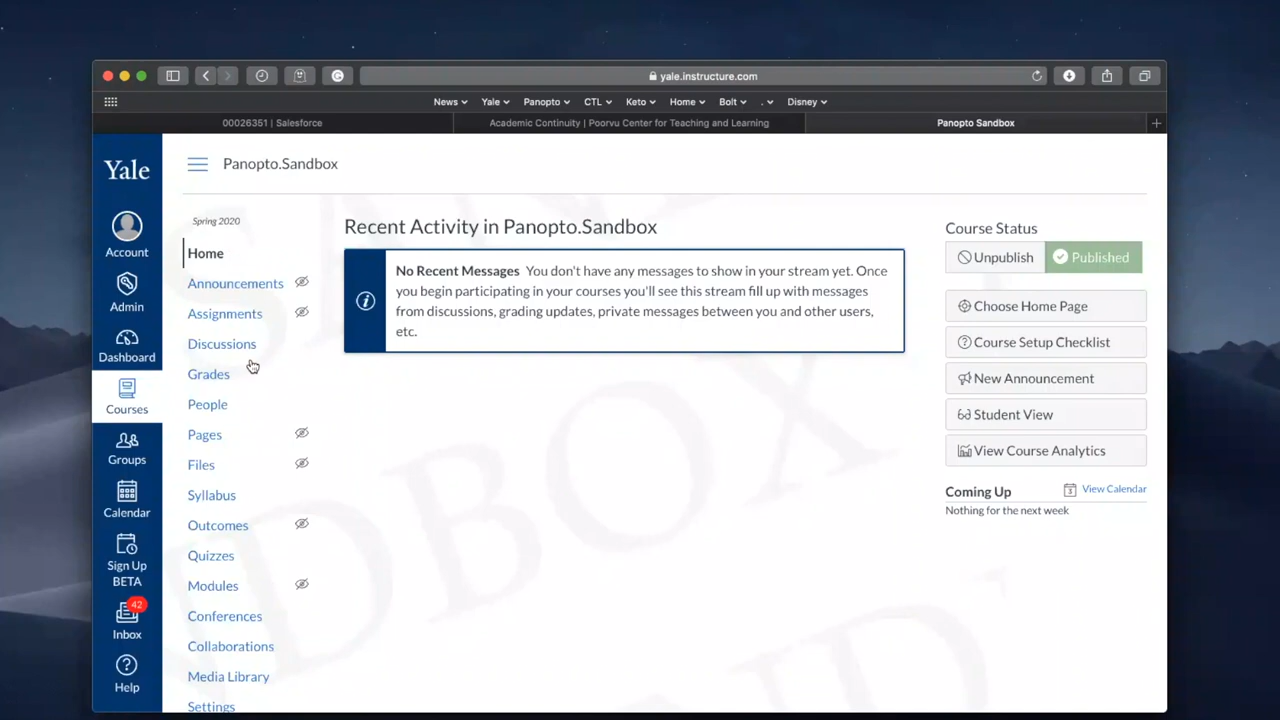 yale.instructure.com
News Yale Panopto CTL Keto Home Bolt . Disney
00026351 | Salesforce
Academic Continuity | Poorvu Center for Teaching and Learning
Panopto Sandbox
Yale
Account
Admin
Dashboard
Courses
Groups
Calendar
Sign Up
BETA
42
Inbox
Help
Panopto.Sandbox
Spring 2020
Home
Announcements
Assignments
Discussions
Grades
People
Pages
Files
Syllabus
Outcomes
Quizzes
Modules
Conferences
Collaborations
Media Library
Settings
Recent Activity in Panopto.Sandbox
No Recent Messages You don't have any messages to show in your stream yet. Once
you begin participating in your courses you'll see this stream fill up with messages
from discussions, grading updates, private messages between you and other users,
etc.
Course Status
Unpublish Published
Choose Home Page
Course Setup Checklist
New Announcement
Student View
View Course Analytics
Coming Up View Calendar
Nothing for the next week